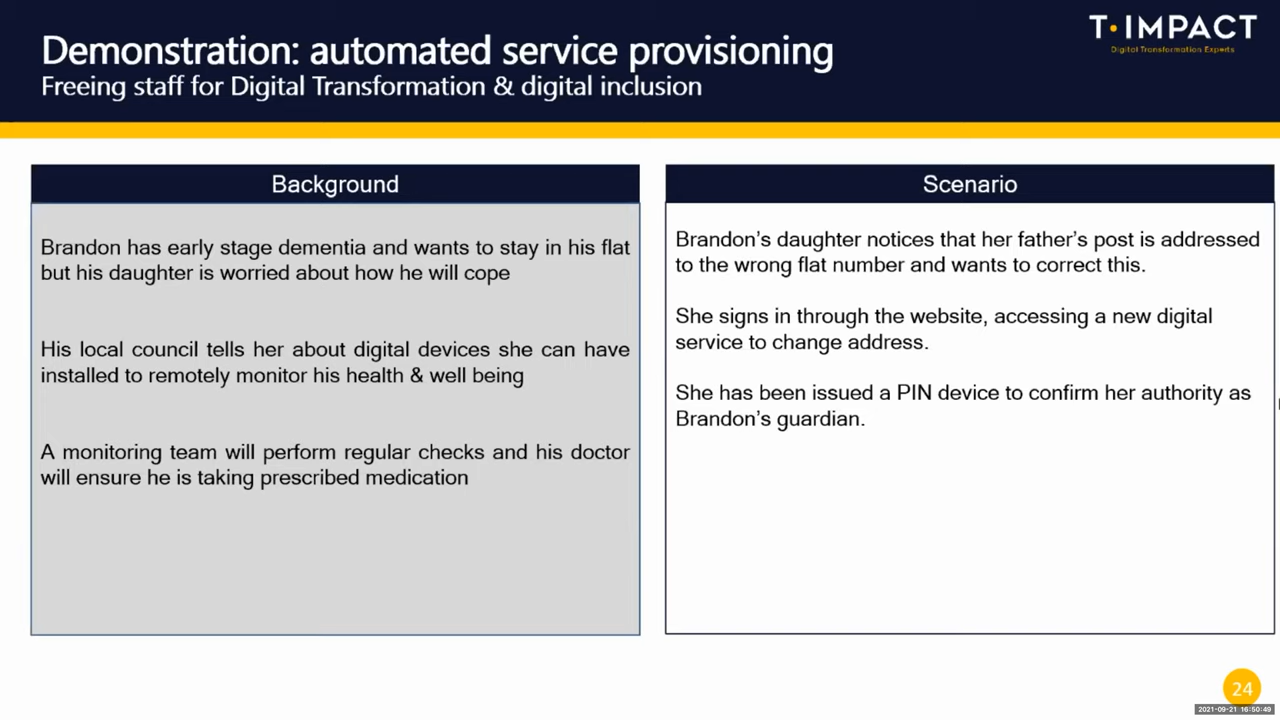 Demonstration: automated service provisioning
Freeing staff for Digital Transformation & digital inclusion
T·IMPACT
Digital Transformation Experts
Background
Brandon has early stage dementia and wants to stay in his flat
but his daughter is worried about how he will cope
His local council tells her about digital devices she can have
installed to remotely monitor his health & well being
A monitoring team will perform regular checks and his doctor
will ensure he is taking prescribed medication
Scenario
Brandon’s daughter notices that her father’s post is addressed
to the wrong flat number and wants to correct this.
She signs in through the website, accessing a new digital
service to change address.
She has been issued a PIN device to confirm her authority as
Brandon’s guardian.
24
2021-09-21 16:50:49